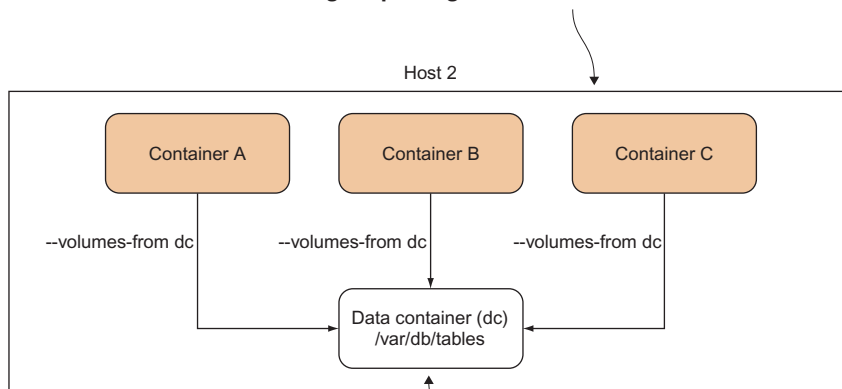 Host 2
Container A
Container B
Container C
--volumes-from dc
--volumes-from dc
--volumes-from dc
Data container (dc)
/var/db/tables